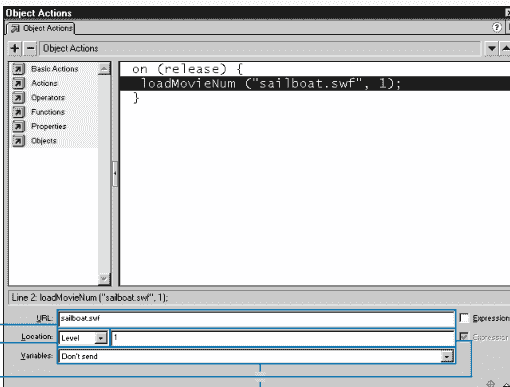 Object Actions
Object Actions ?
+ - Object Actions
Basic Actions
Actions
Operators
Functions
Properties
Objects
on (release) {
loadMovieNum ("sailboat.swf", 1);
}
Line 2: loadMovieNum ("sailboat.swf", 1);
URL: sailboat.swf Expression
Location: Level 1 Expression
Variables: Don't send